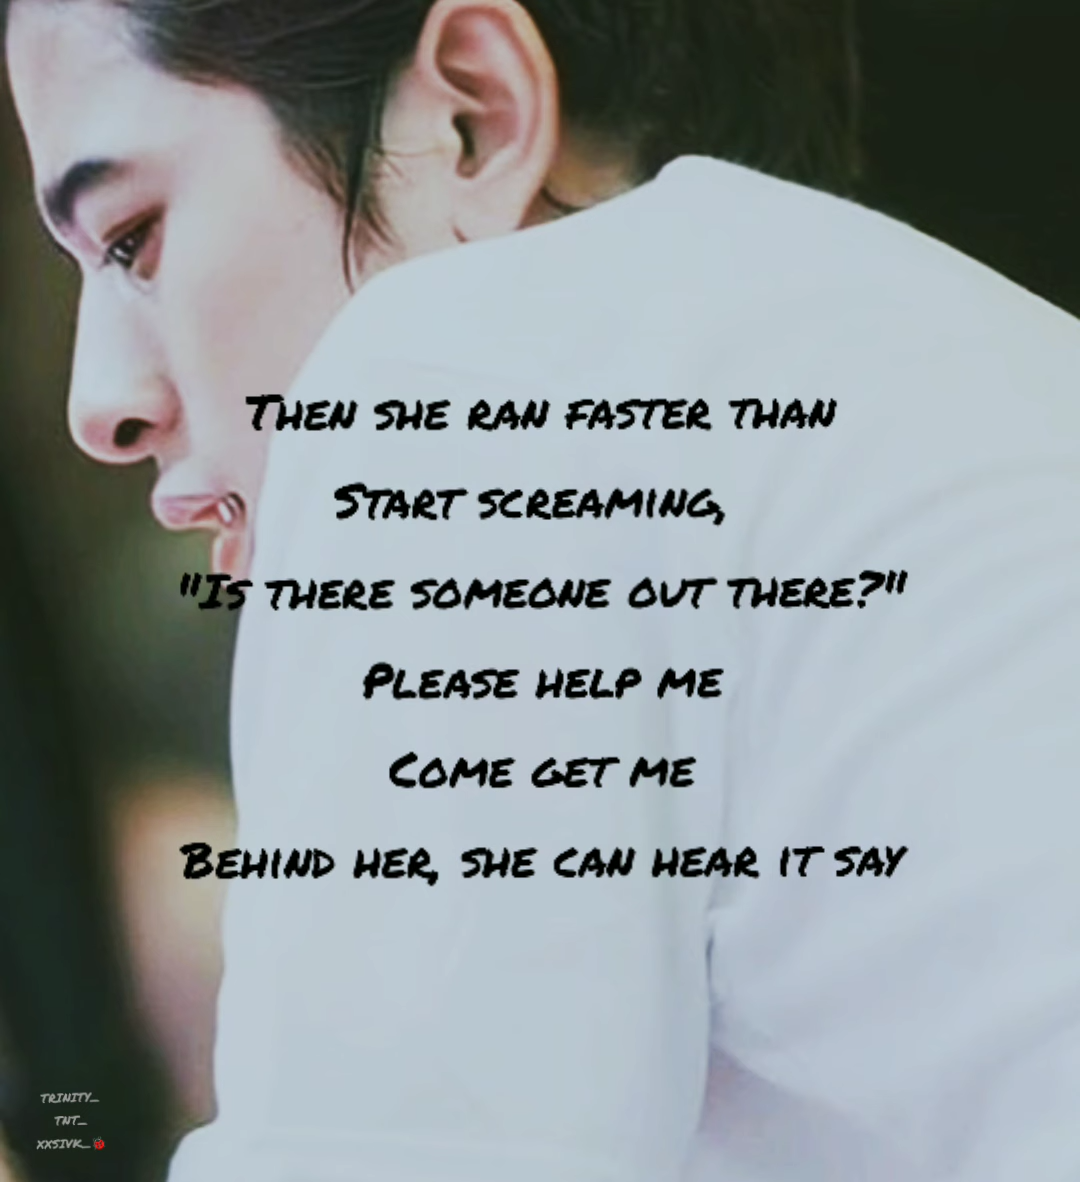 Then she ran faster than
Start screaming,
"Is there someone out there?"
Please help me
Come get me
Behind her, she can hear it say
TRINITY_
TNT_
XXSIVK_🐞